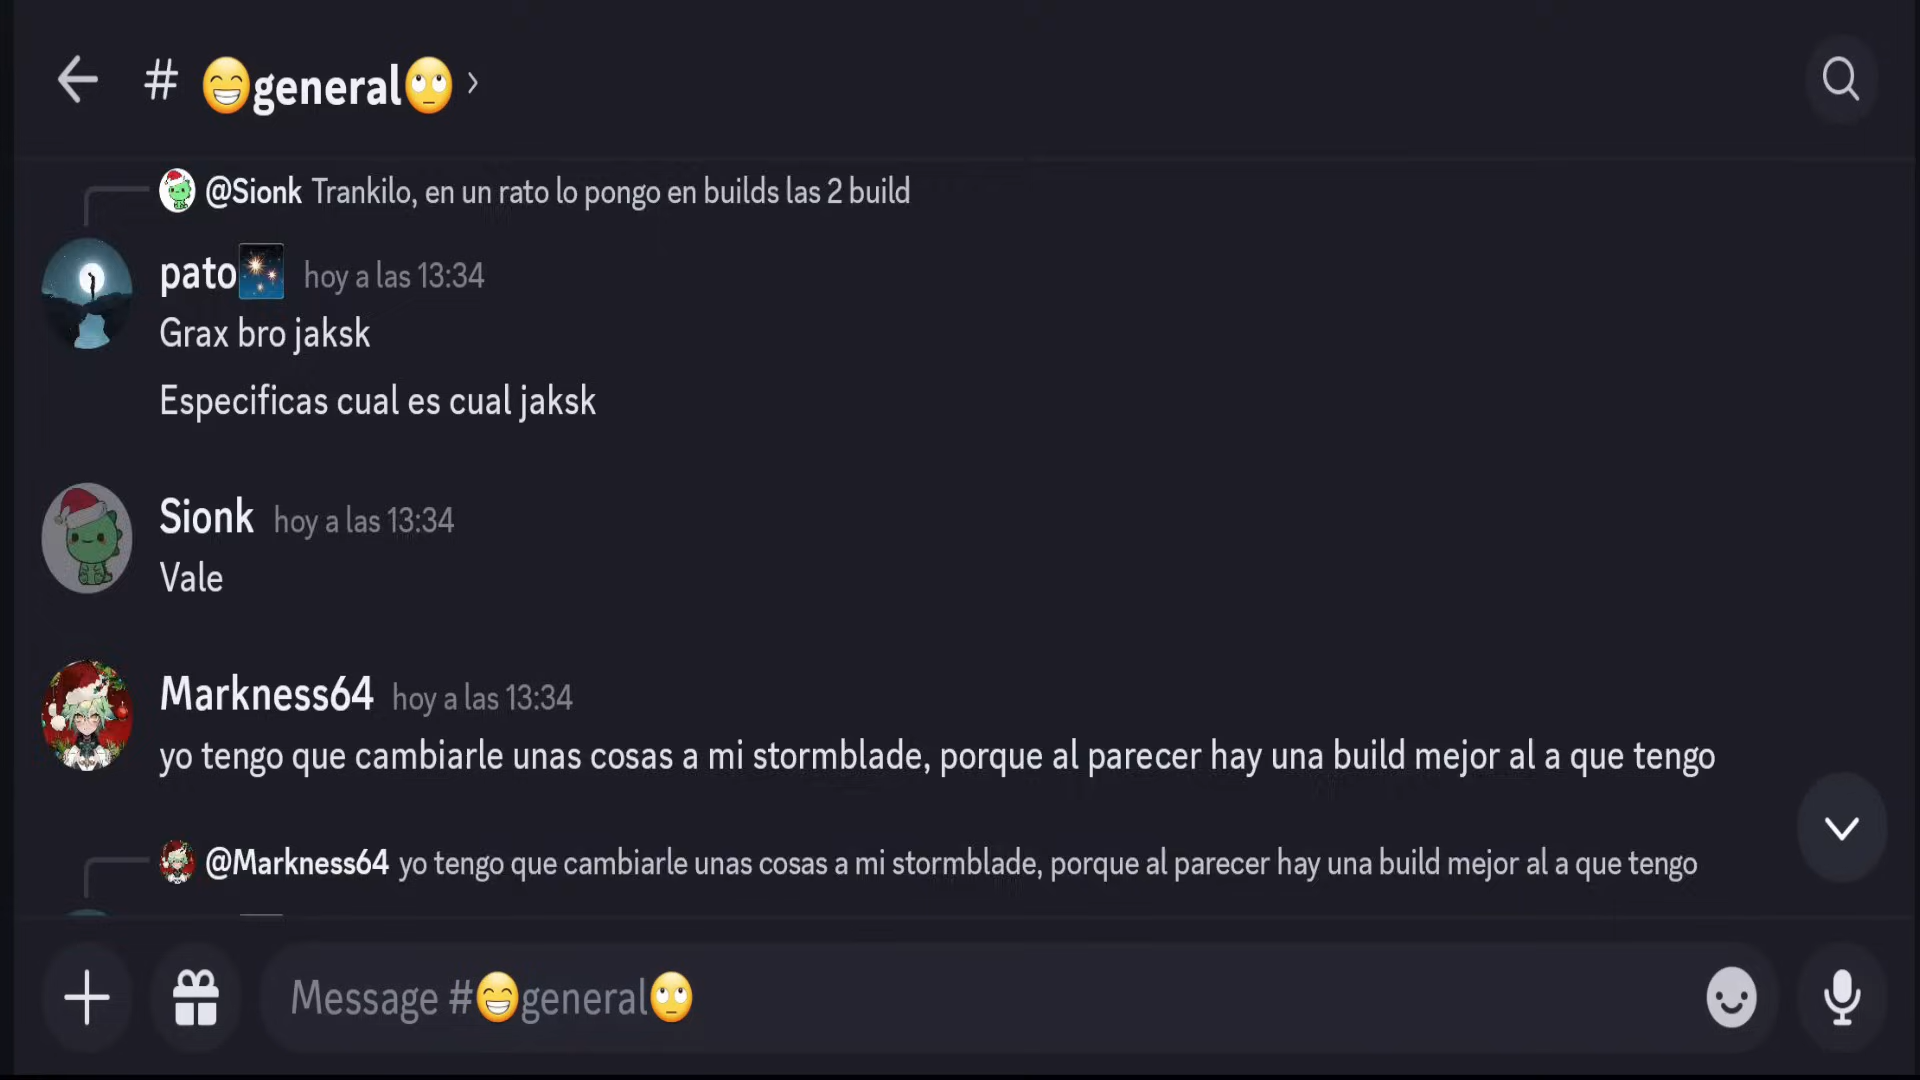 # 😁general🙄 ›
@Sionk Trankilo, en un rato lo pongo en builds las 2 build
pato🎇 hoy a las 13:34
Grax bro jaksk
Especificas cual es cual jaksk
Sionk hoy a las 13:34
Vale
Markness64 hoy a las 13:34
yo tengo que cambiarle unas cosas a mi stormblade, porque al parecer hay una build mejor al a que tengo
@Markness64 yo tengo que cambiarle unas cosas a mi stormblade, porque al parecer hay una build mejor al a que tengo
Message #😁general🙄